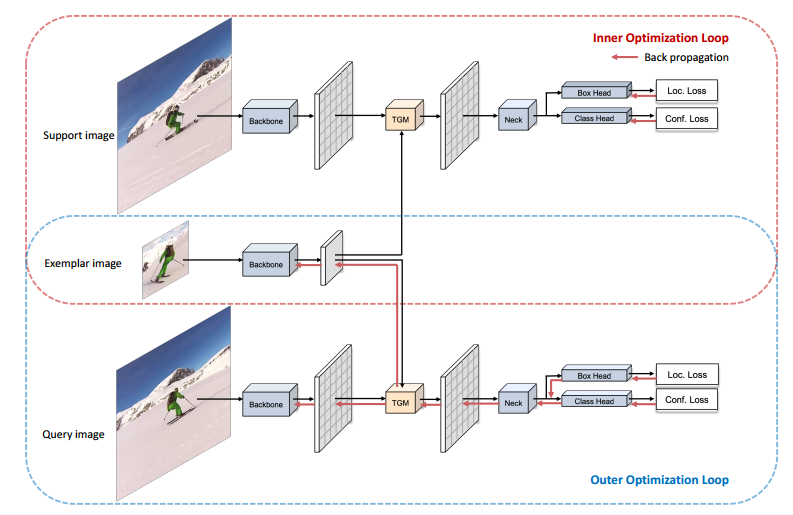 Inner Optimization Loop
Back propagation
Support image
Backbone
TGM
Neck
Box Head
Loc. Loss
Class Head
Conf. Loss
Exemplar image
Backbone
Query image
Backbone
TGM
Neck
Box Head
Loc. Loss
Class Head
Conf. Loss
Outer Optimization Loop